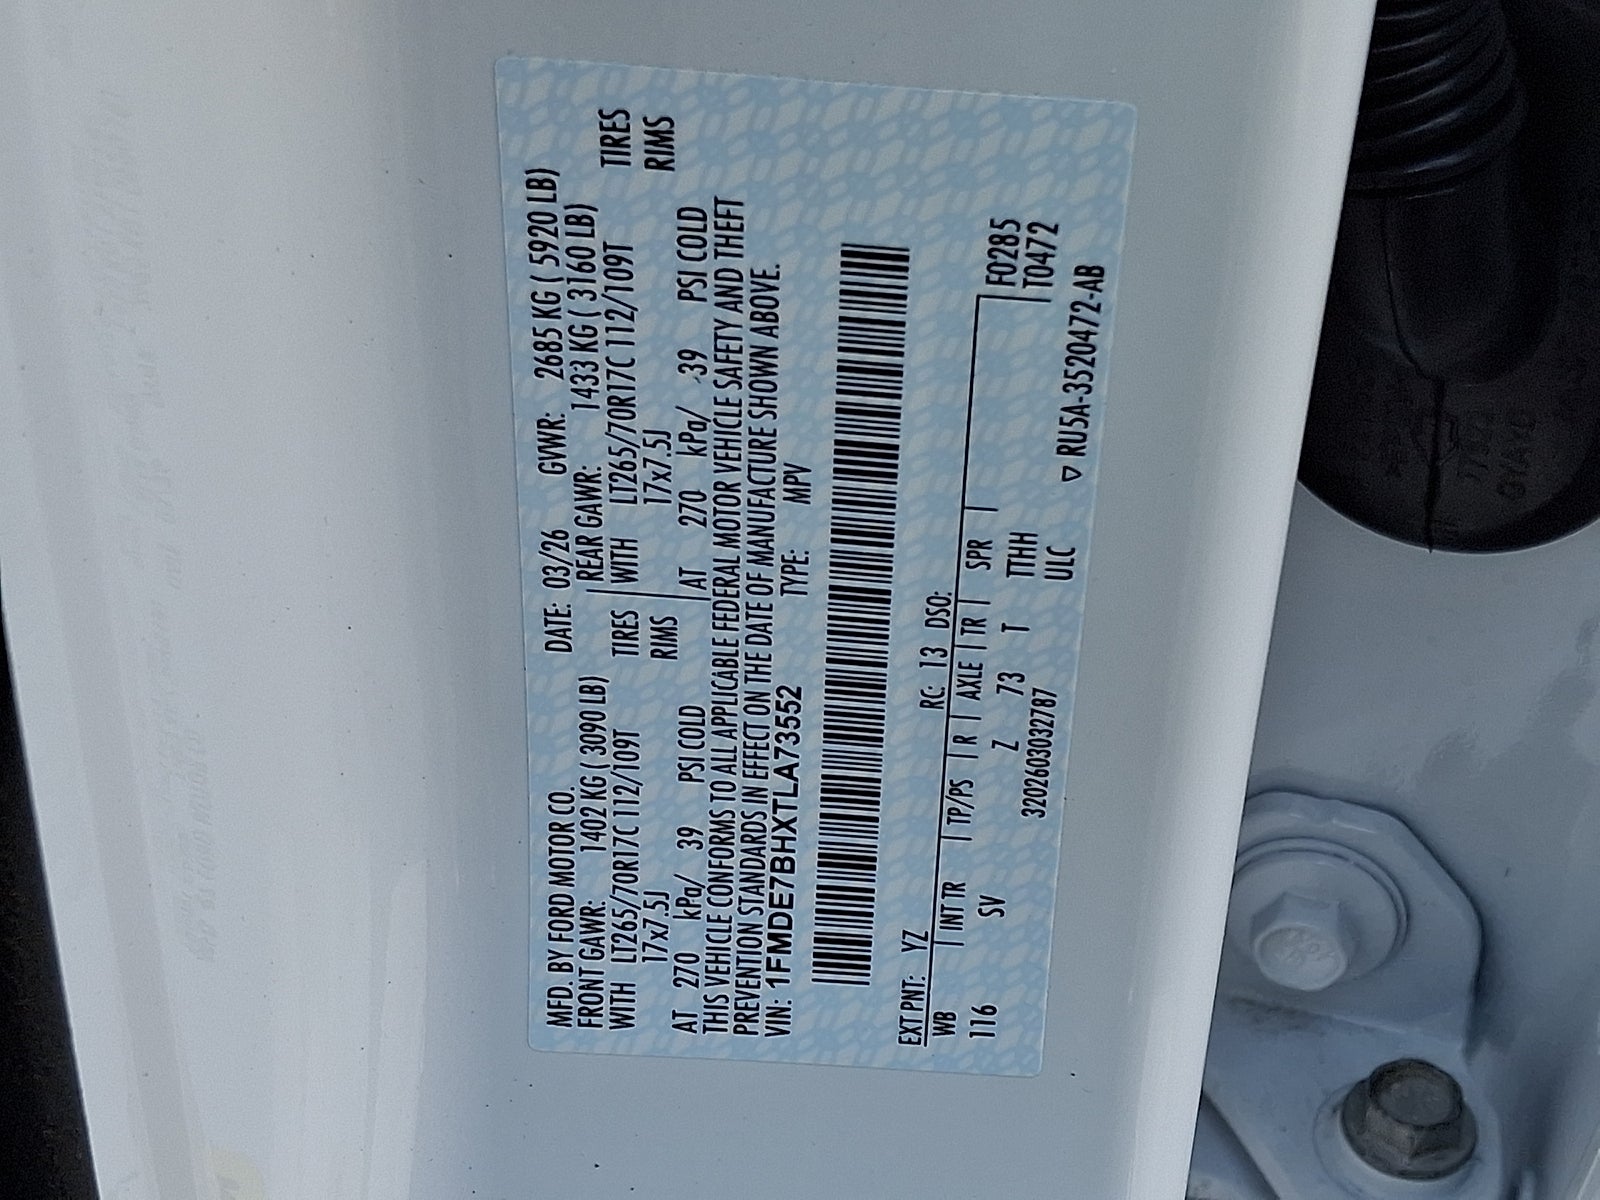 MFD. BY FORD MOTOR CO. DATE: 03/26 GVWR: 2685 KG ( 5920 LB)
FRONT GAWR: 1402 KG ( 3090 LB) REAR GAWR: 1433 KG ( 3160 LB)
WITH LT265/70R17C 112/109T TIRES WITH LT265/70R17C 112/109T TIRES
17x7.5J RIMS 17x7.5J RIMS
AT 270 kPa/ 39 PSI COLD AT 270 kPa/ 39 PSI COLD
THIS VEHICLE CONFORMS TO ALL APPLICABLE FEDERAL MOTOR VEHICLE SAFETY AND THEFT
PREVENTION STANDARDS IN EFFECT ON THE DATE OF MANUFACTURE SHOWN ABOVE.
VIN: 1FMDE7BHXTLA73552 TYPE: MPV
EXT PNT: YZ RC: 13 DSO:
WB INT TR TP/PS R AXLE TR SPR F0285
116 SV Z 73 T TTHH T0472
3202603032787 ULC
▽ RU5A-3520472-AB